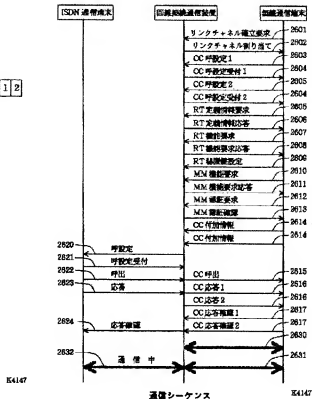 ISDN通信端末 回線接続通信装置 無線通信端末
リンクチャネル確立要求 2601
リンクチャネル割り当て 2602
CC呼設定1 2603
CC呼設定受付1 2604
CC呼設定2 2604
CC呼設定受付2 2604
RT定義情報要求 2605
RT定義情報応答 2606
RT機能要求 2607
RT機能要求応答 2608
RT秘匿鍵設定 2609
MM機能要求 2610
MM機能要求応答 2611
MM認証要求 2612
MM認証確認 2613
CC付加情報 2614
CC付加情報 2614
2620 呼設定
2621 呼設定受付
2622 呼出 CC呼出 2615
2623 応答 CC応答1 2616
CC応答2 2616
CC応答確認1 2617
2624 応答確認 CC応答確認2 2617
2630
2632 通信中 2631
1 2
K4147
通信シーケンス
K4147